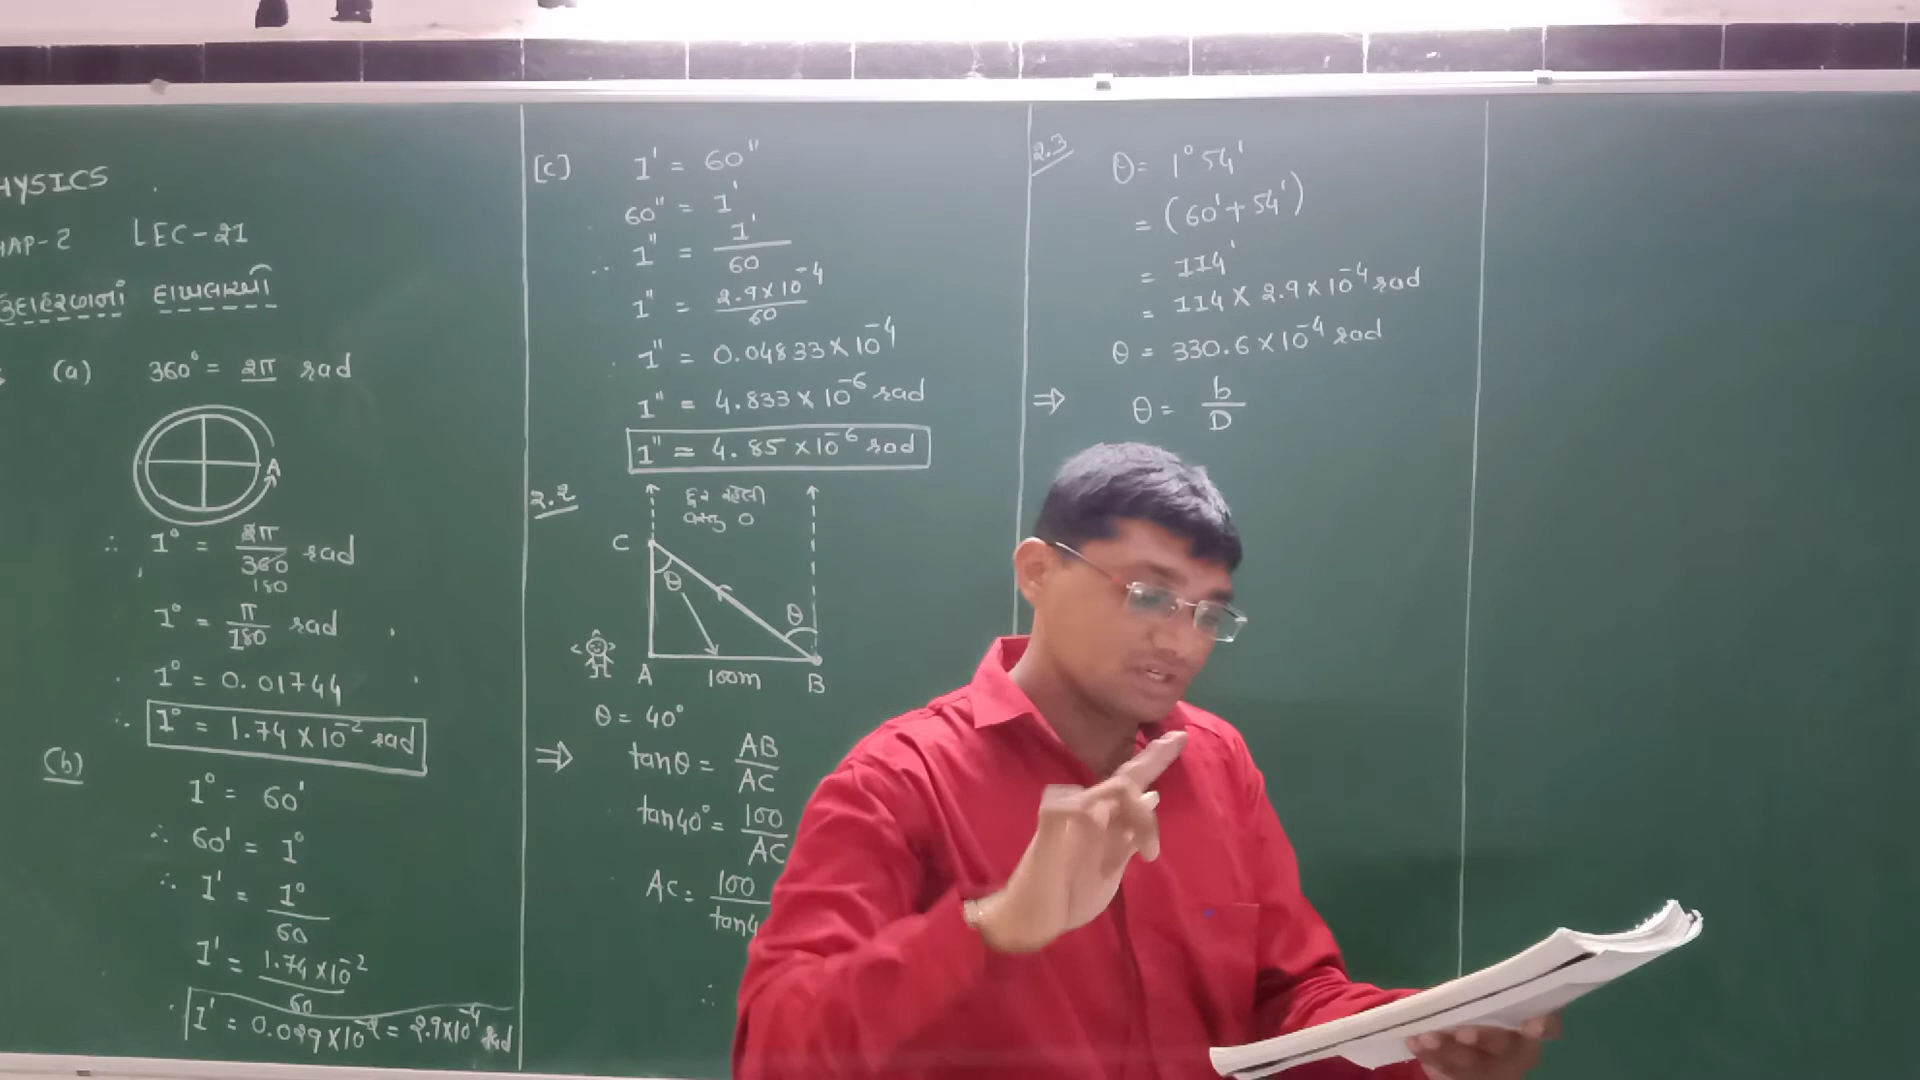 HYSICS
HAP-2 LEC-21
ઉદાહરણનાં દાખલાઓ
(a) 360° = 2π rad
A
∴ 1° = 2π/360 rad
180
1° = π/180 rad
1° = 0.01744
∴ 1° = 1.74 × 10⁻² rad
(b)
1° = 60'
∴ 60' = 1°
∴ 1' = 1°/60
1' = 1.74 × 10⁻²/60
1' = 0.029 × 10⁻² = 2.9 × 10⁻⁴ rad
[c] 1' = 60"
60" = 1'
∴ 1" = 1'/60
1" = 2.9 × 10⁻⁴/60
1" = 0.04833 × 10⁻⁴
1" = 4.833 × 10⁻⁶ rad
1" ≈ 4.85 × 10⁻⁶ rad
2.2
દુર રહેલી
વસ્તુ O
C
θ
θ
A 100m B
θ = 40°
⇒ tanθ = AB/AC
tan40° = 100/AC
AC = 100/tan4
∴
2.3
θ = 1° 54'
= (60' + 54')
= 114'
= 114 × 2.9 × 10⁻⁴ rad
θ = 330.6 × 10⁻⁴ rad
⇒ θ = b/D